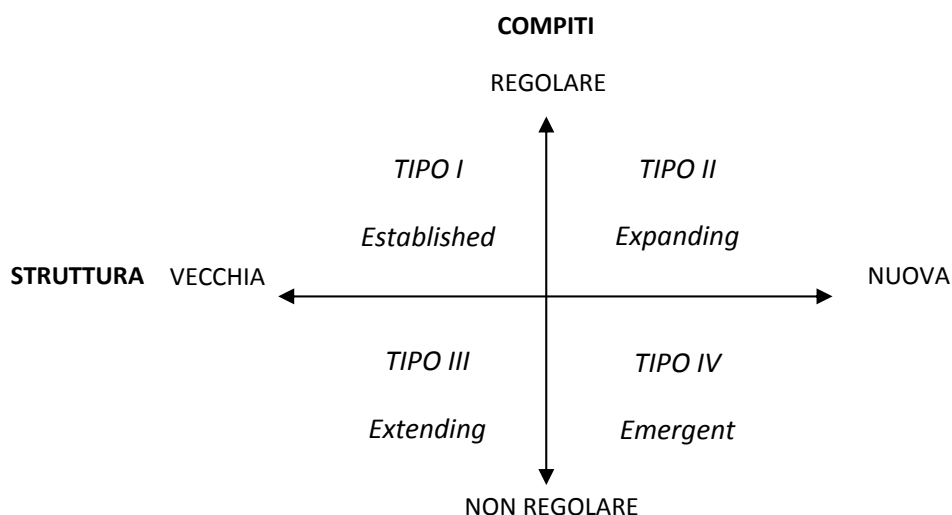 COMPITI
REGOLARE
TIPO I
TIPO II
Established
Expanding
STRUTTURA VECCHIA
NUOVA
TIPO III
TIPO IV
Extending
Emergent
NON REGOLARE